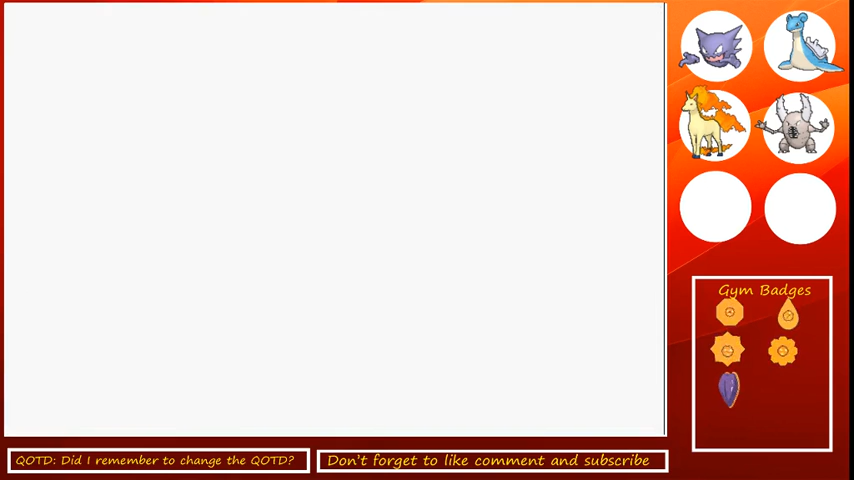 Gym Badges
QOTD: Did I remember to change the QOTD?
Don't forget to like comment and subscribe